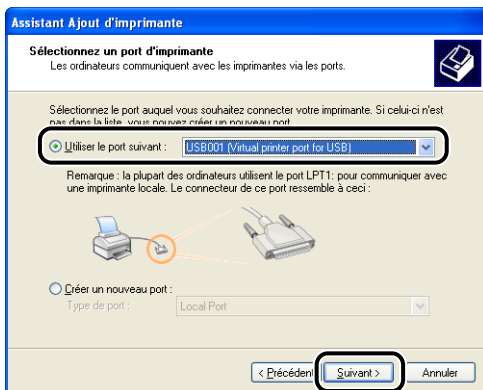 Assistant Ajout d'imprimante
Sélectionnez un port d'imprimante
Les ordinateurs communiquent avec les imprimantes via les ports.
Sélectionnez le port auquel vous souhaitez connecter votre imprimante. Si celui-ci n'est
pas dans la liste, vous pouvez créer un nouveau port.
Utiliser le port suivant : USB001 (Virtual printer port for USB)
Remarque : la plupart des ordinateurs utilisent le port LPT1: pour communiquer avec
une imprimante locale. Le connecteur de ce port ressemble à ceci :
Créer un nouveau port :
Type de port : Local Port
< Précédent Suivant > Annuler